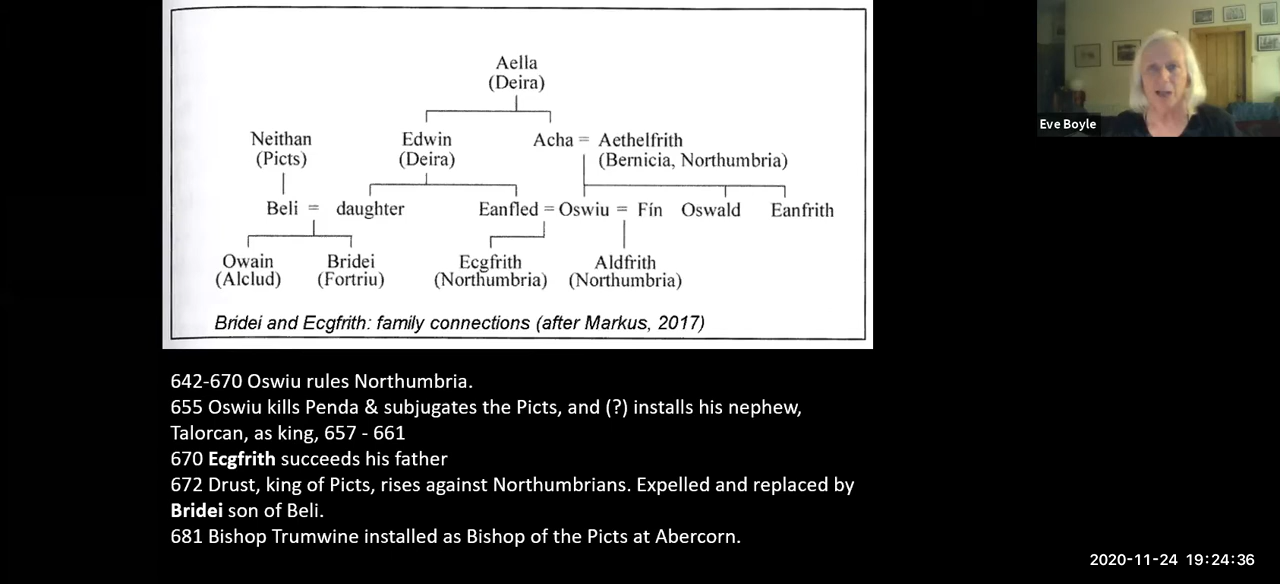 Aella
(Deira)
Neithan
(Picts)
Edwin
(Deira)
Acha = Aethelfrith
(Bernicia, Northumbria)
Beli = daughter
Eanfled = Oswiu = Fín Oswald Eanfrith
Owain
(Alclud)
Bridei
(Fortriu)
Ecgfrith
(Northumbria)
Aldfrith
(Northumbria)
Bridei and Ecgfrith: family connections (after Markus, 2017)
642-670 Oswiu rules Northumbria.
655 Oswiu kills Penda & subjugates the Picts, and (?) installs his nephew,
Talorcan, as king, 657 - 661
670 Ecgfrith succeeds his father
672 Drust, king of Picts, rises against Northumbrians. Expelled and replaced by
Bridei son of Beli.
681 Bishop Trumwine installed as Bishop of the Picts at Abercorn.
Eve Boyle
2020-11-24 19:24:36